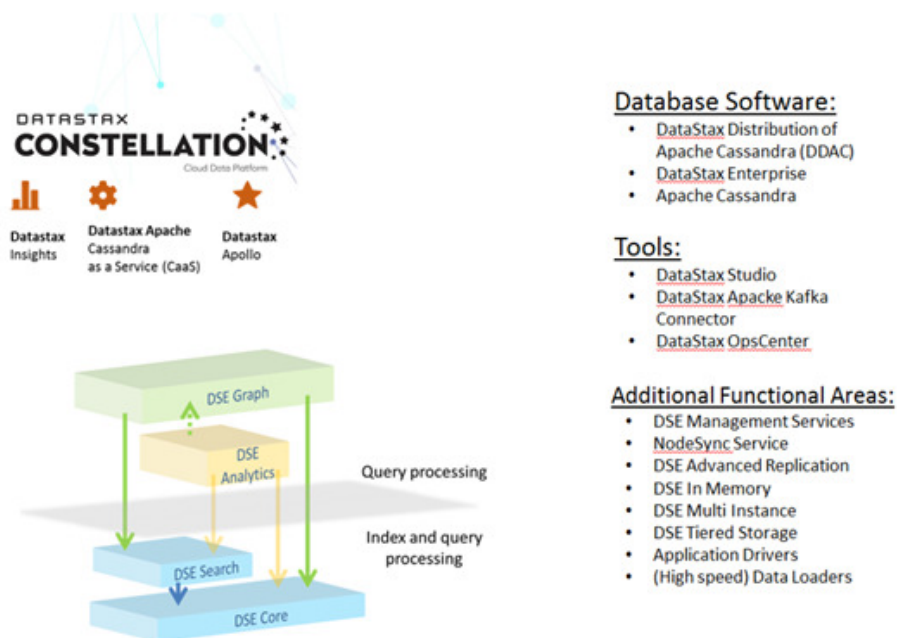 DATASTAX
CONSTELLATION
Cloud Data Platform
Datastax
Insights
Datastax Apache
Cassandra
as a Service (CaaS)
Datastax
Apollo
DSE Graph
DSE
Analytics
Query processing
Index and query
processing
DSE Search
DSE Core
Database Software:
• DataStax Distribution of
Apache Cassandra (DDAC)
• DataStax Enterprise
• Apache Cassandra
Tools:
• DataStax Studio
• DataStax Apacke Kafka
Connector
• DataStax OpsCenter
Additional Functional Areas:
• DSE Management Services
• NodeSync Service
• DSE Advanced Replication
• DSE In Memory
• DSE Multi Instance
• DSE Tiered Storage
• Application Drivers
• (High speed) Data Loaders